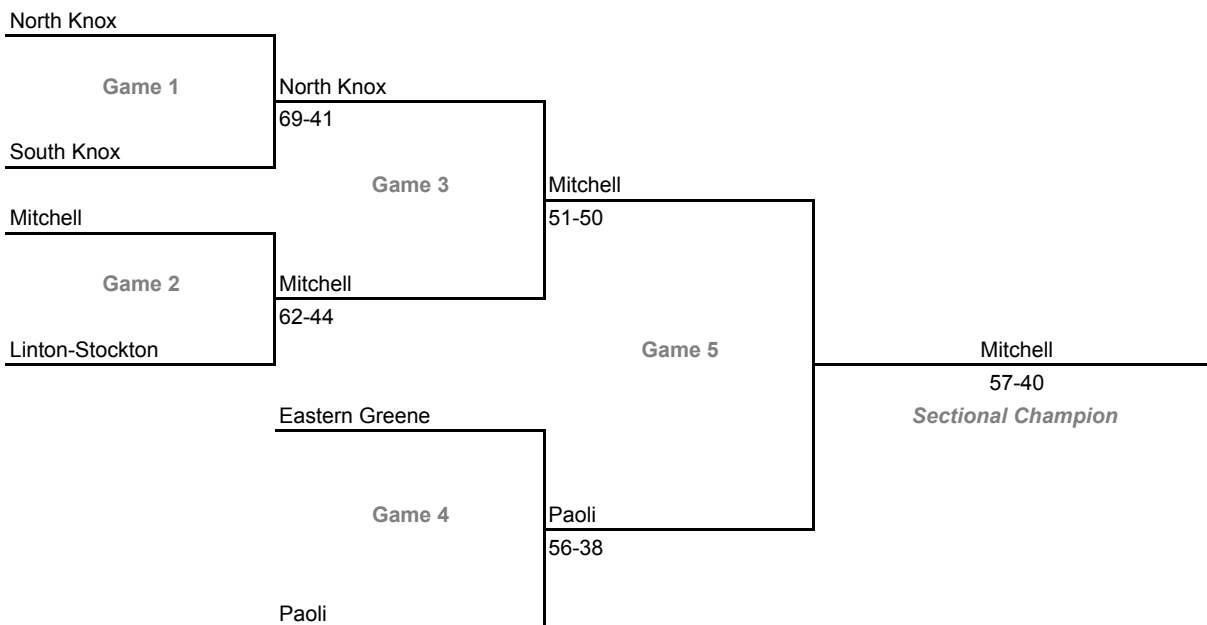 North Knox
Game 1
North Knox
69-41
South Knox
Game 3
Mitchell
51-50
Mitchell
Game 2
Mitchell
62-44
Linton-Stockton
Game 5
Mitchell
57-40
Sectional Champion
Eastern Greene
Game 4
Paoli
56-38
Paoli